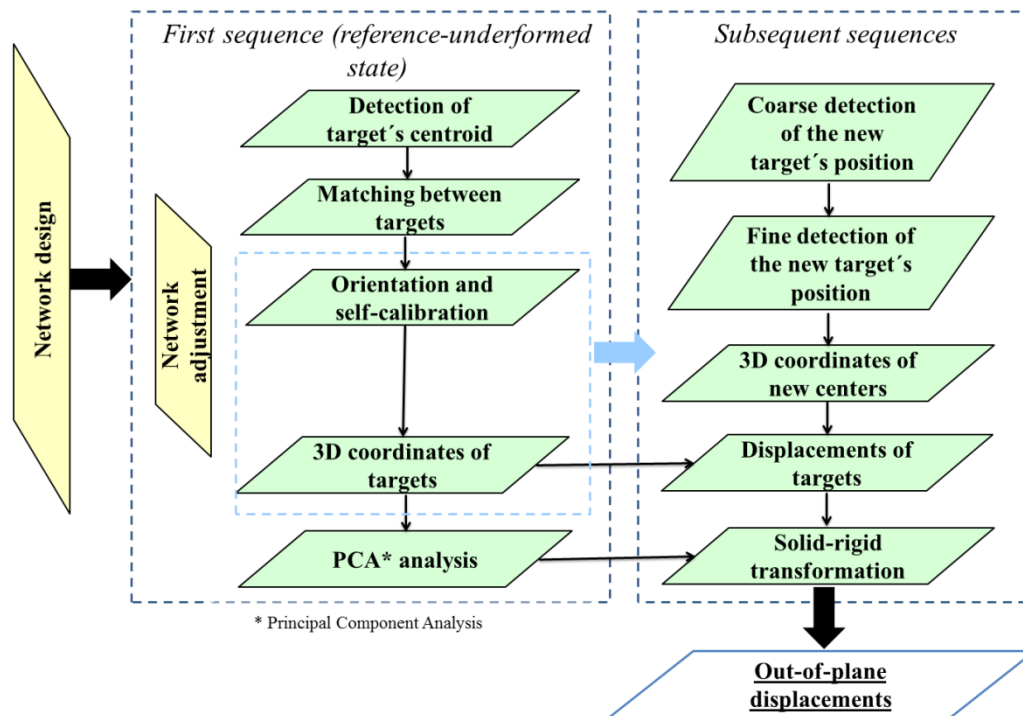 Network design
First sequence (reference-underformed
state)
Detection of
target´s centroid
Matching between
targets
Network
adjustment
Orientation and
self-calibration
3D coordinates of
targets
PCA* analysis
* Principal Component Analysis
Subsequent sequences
Coarse detection
of the new
target´s position
Fine detection of
the new target´s
position
3D coordinates of
new centers
Displacements of
targets
Solid-rigid
transformation
Out-of-plane
displacements